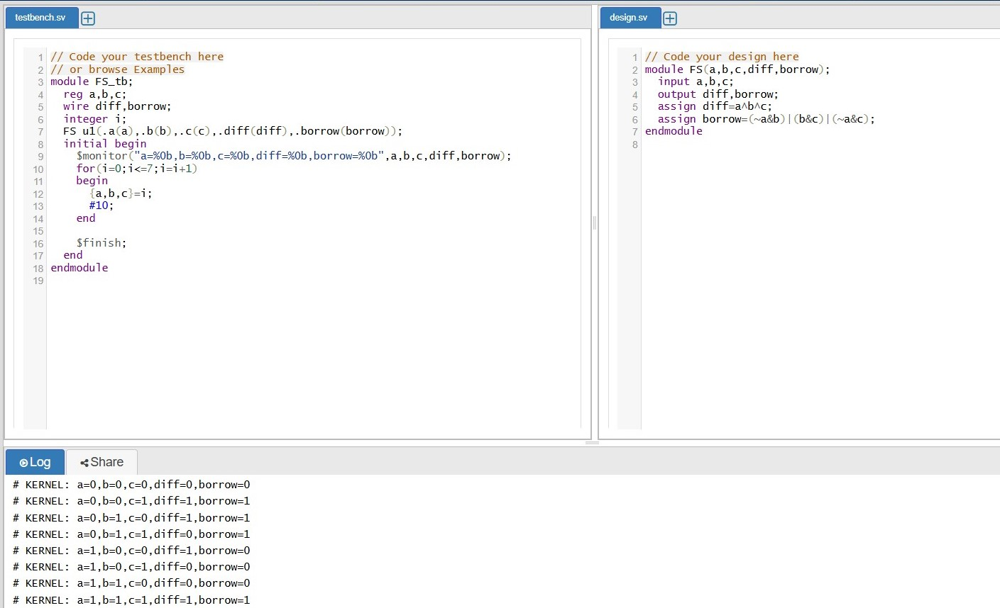 testbench.sv
1 // Code your testbench here
2 // or browse Examples
3 module FS_tb;
4   reg a,b,c;
5   wire diff,borrow;
6   integer i;
7   FS u1(.a(a),.b(b),.c(c),.diff(diff),.borrow(borrow));
8   initial begin
9     $monitor("a=%0b,b=%0b,c=%0b,diff=%0b,borrow=%0b",a,b,c,diff,borrow);
10     for(i=0;i<=7;i=i+1)
11     begin
12       {a,b,c}=i;
13       #10;
14     end
15
16     $finish;
17   end
18 endmodule
19
design.sv
1 // Code your design here
2 module FS(a,b,c,diff,borrow);
3   input a,b,c;
4   output diff,borrow;
5   assign diff=a^b^c;
6   assign borrow=(~a&b)|(b&c)|(~a&c);
7 endmodule
8
Log
Share
# KERNEL: a=0,b=0,c=0,diff=0,borrow=0
# KERNEL: a=0,b=0,c=1,diff=1,borrow=1
# KERNEL: a=0,b=1,c=0,diff=1,borrow=1
# KERNEL: a=0,b=1,c=1,diff=0,borrow=1
# KERNEL: a=1,b=0,c=0,diff=1,borrow=0
# KERNEL: a=1,b=0,c=1,diff=0,borrow=0
# KERNEL: a=1,b=1,c=0,diff=0,borrow=0
# KERNEL: a=1,b=1,c=1,diff=1,borrow=1